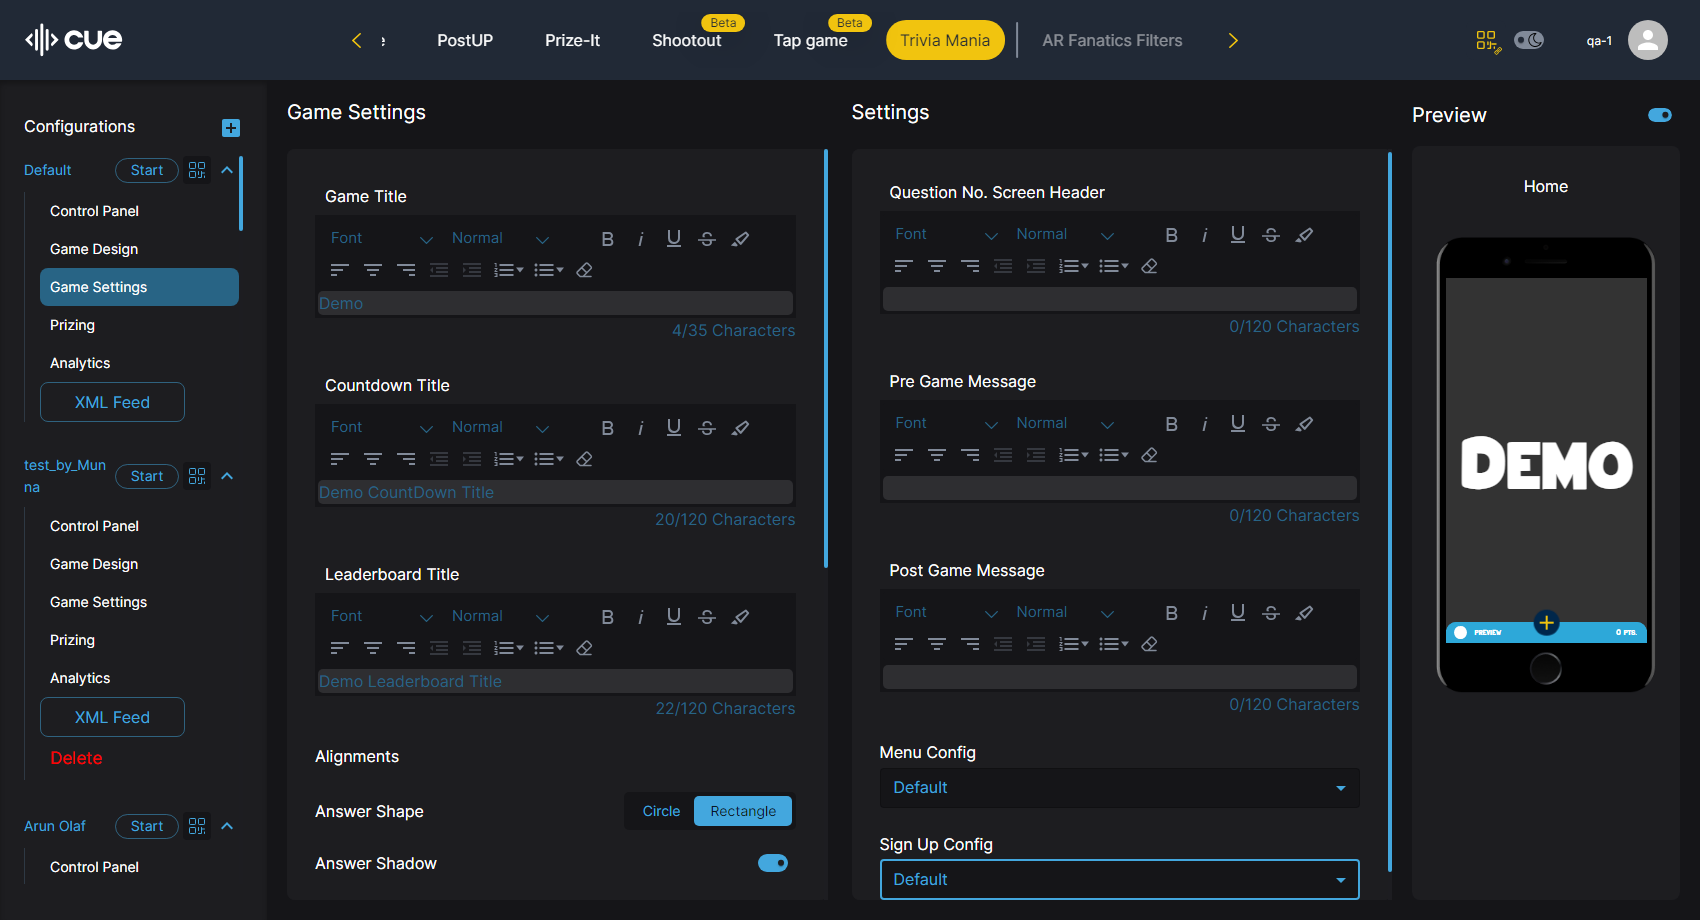 cue
PostUP
Prize-It
Beta
Shootout
Beta
Tap game
Trivia Mania
AR Fanatics Filters
qa-1
Configurations
Default
Start
Control Panel
Game Design
Game Settings
Prizing
Analytics
XML Feed
test_by_Mun
na
Start
Control Panel
Game Design
Game Settings
Prizing
Analytics
XML Feed
Delete
Arun Olaf
Start
Control Panel
Game Settings
Game Title
Font
Normal
Demo
4/35 Characters
Countdown Title
Font
Normal
Demo CountDown Title
20/120 Characters
Leaderboard Title
Font
Normal
Demo Leaderboard Title
22/120 Characters
Alignments
Answer Shape
Circle
Rectangle
Answer Shadow
Settings
Question No. Screen Header
Font
Normal
0/120 Characters
Pre Game Message
Font
Normal
0/120 Characters
Post Game Message
Font
Normal
0/120 Characters
Menu Config
Default
Sign Up Config
Default
Preview
Home
DEMO
PREVIEW
0 PTS.